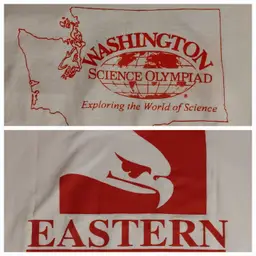 WASHINGTON
SCIENCE OLYMPIAD
Exploring the World of Science
EASTERN